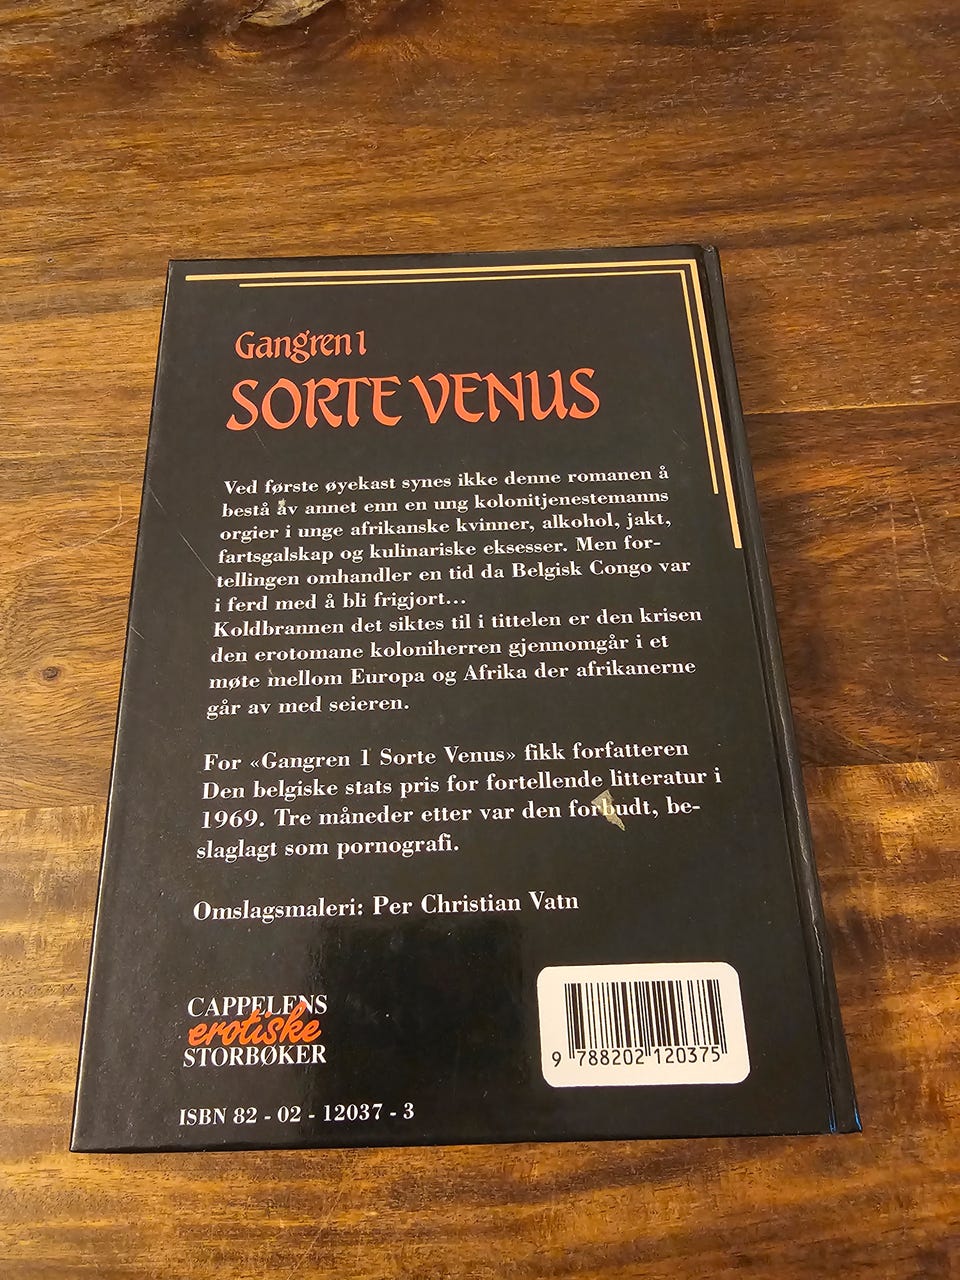 Gangren 1
SORTE VENUS
Ved første øyekast synes ikke denne romanen å
bestå av annet enn en ung kolonitjenestemanns
orgier i unge afrikanske kvinner, alkohol, jakt,
fartsgalskap og kulinariske eksesser. Men for-
tellingen omhandler en tid da Belgisk Congo var
i ferd med å bli frigjort...
Koldbrannen det siktes til i tittelen er den krisen
den erotomane koloniherren gjennomgår i et
møte mellom Europa og Afrika der afrikanerne
går av med seieren.
For «Gangren 1 Sorte Venus» fikk forfatteren
Den belgiske stats pris for fortellende litteratur i
1969. Tre måneder etter var den forbudt, be-
slaglagt som pornografi.
Omslagsmaleri: Per Christian Vatn
CAPPELENS
erotiske
STORBØKER
9 788202 120375
ISBN 82 - 02 - 12037 - 3